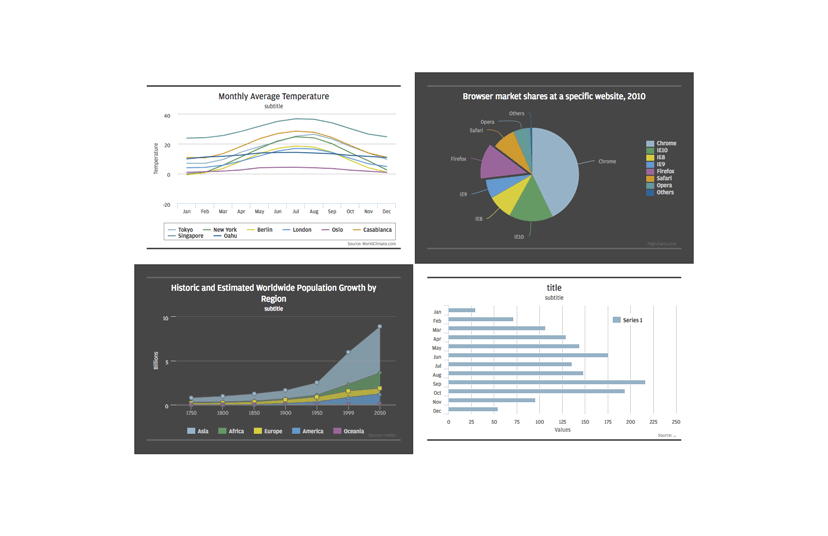 Monthly Average Temperature
subtitle
Temperature
40
20
0
-20
Jan Feb Mar Apr May Jun Jul Aug Sep Oct Nov Dec
Tokyo New York Berlin London Oslo Casablanca
Singapore Oahu
Source: WorldClimate.com
Browser market shares at a specific website, 2010
Others
Opera
Safari
Firefox
IE9
IE8
IE10
Chrome
Chrome
IE10
IE8
IE9
Firefox
Safari
Opera
Others
Historic and Estimated Worldwide Population Growth by
Region
subtitle
Billions
10
5
0
1750 1800 1850 1900 1950 1999 2050
Asia Africa Europe America Oceania
title
subtitle
Jan
Feb
Mar
Apr
May
Jun
Jul
Aug
Sep
Oct
Nov
Dec
Series 1
0 25 50 75 100 125 150 175 200 225 250
Values
Source: ...